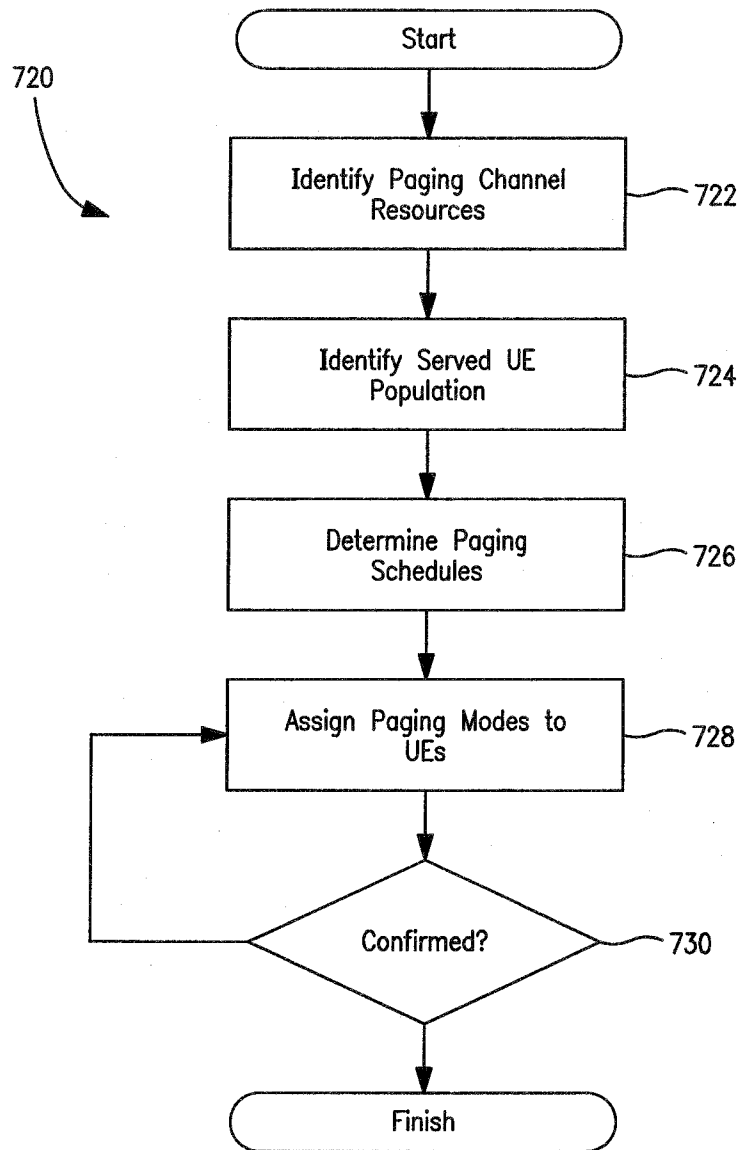 Start
720
Identify Paging Channel
Resources
722
Identify Served UE
Population
724
Determine Paging
Schedules
726
Assign Paging Modes to
UEs
728
Confirmed?
730
Finish